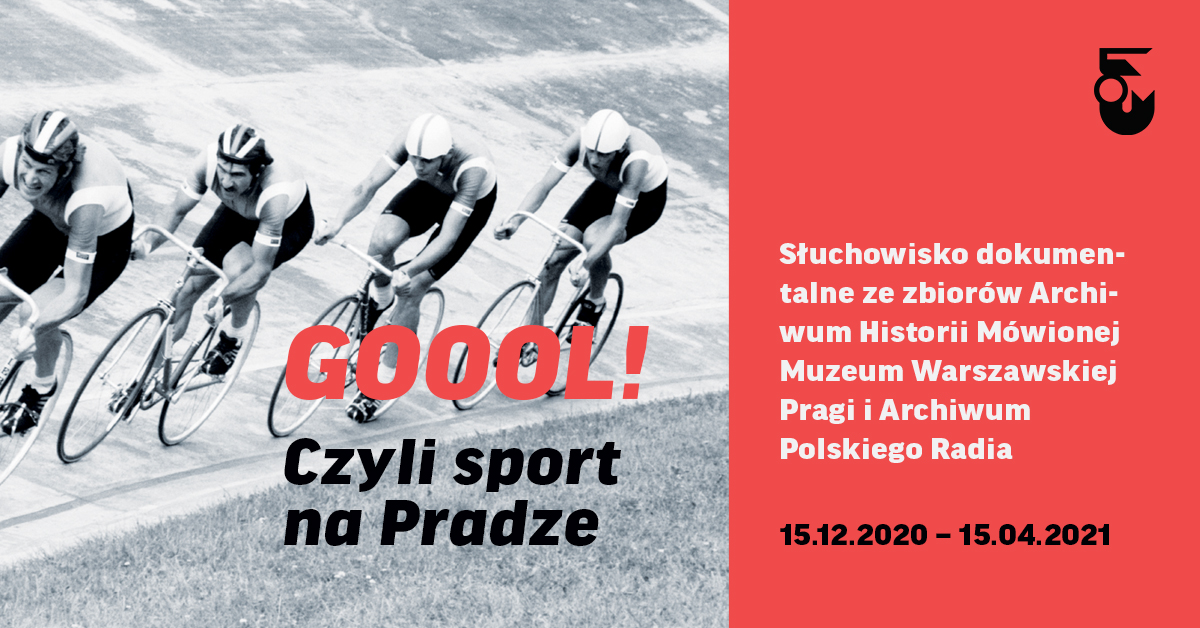 GOOOL!
Czyli sport
na Pradze
Słuchowisko dokumen-
talne ze zbiorów Archi-
wum Historii Mówionej
Muzeum Warszawskiej
Pragi i Archiwum
Polskiego Radia
15.12.2020 – 15.04.2021